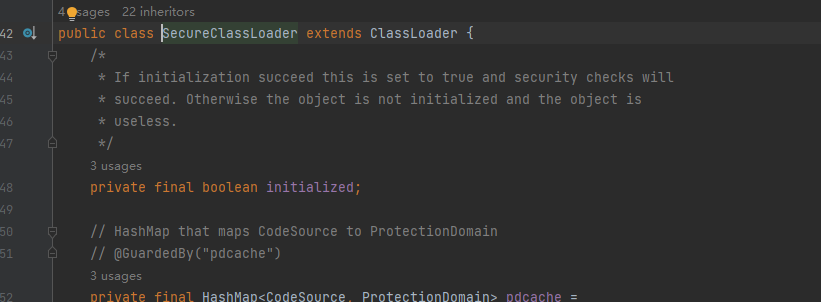 4 usages 22 inheritors
42 public class SecureClassLoader extends ClassLoader {
43 /*
44 * If initialization succeed this is set to true and security checks will
45 * succeed. Otherwise the object is not initialized and the object is
46 * useless.
47 */
3 usages
48 private final boolean initialized;
49
50 // HashMap that maps CodeSource to ProtectionDomain
51 // @GuardedBy("pdcache")
3 usages
52 private final HashMap<CodeSource, ProtectionDomain> pdcache =